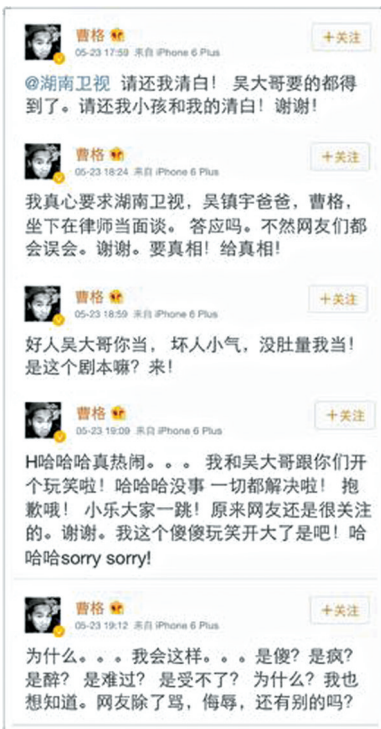 曹格
+关注
05-23 17:59 来自 iPhone 6 Plus
@湖南卫视 请还我清白！ 吴大哥要的都得
到了。请还我小孩和我的清白！谢谢！
曹格
+关注
05-23 18:24 来自 iPhone 6 Plus
我真心要求湖南卫视，吴镇宇爸爸，曹格，
坐下在律师当面谈。 答应吗。不然网友们都
会误会。谢谢。要真相！给真相！
曹格
+关注
05-23 18:59 来自 iPhone 6 Plus
好人吴大哥你当， 坏人小气，没肚量我当！
是这个剧本嘛？来！
曹格
+关注
05-23 19:09 来自 iPhone 6 Plus
H哈哈哈真热闹。。。 我和吴大哥跟你们开
个玩笑啦！哈哈哈没事 一切都解决啦！ 抱
歉哦！ 小乐大家一跳！原来网友还是很关注
的。谢谢。我这个傻傻玩笑开大了是吧！哈
哈哈sorry sorry!
曹格
+关注
05-23 19:12 来自 iPhone 6 Plus
为什么。。。我会这样。。。是傻？是疯？
是醉？是难过？是受不了？为什么？我也
想知道。网友除了骂，侮辱，还有别的吗？